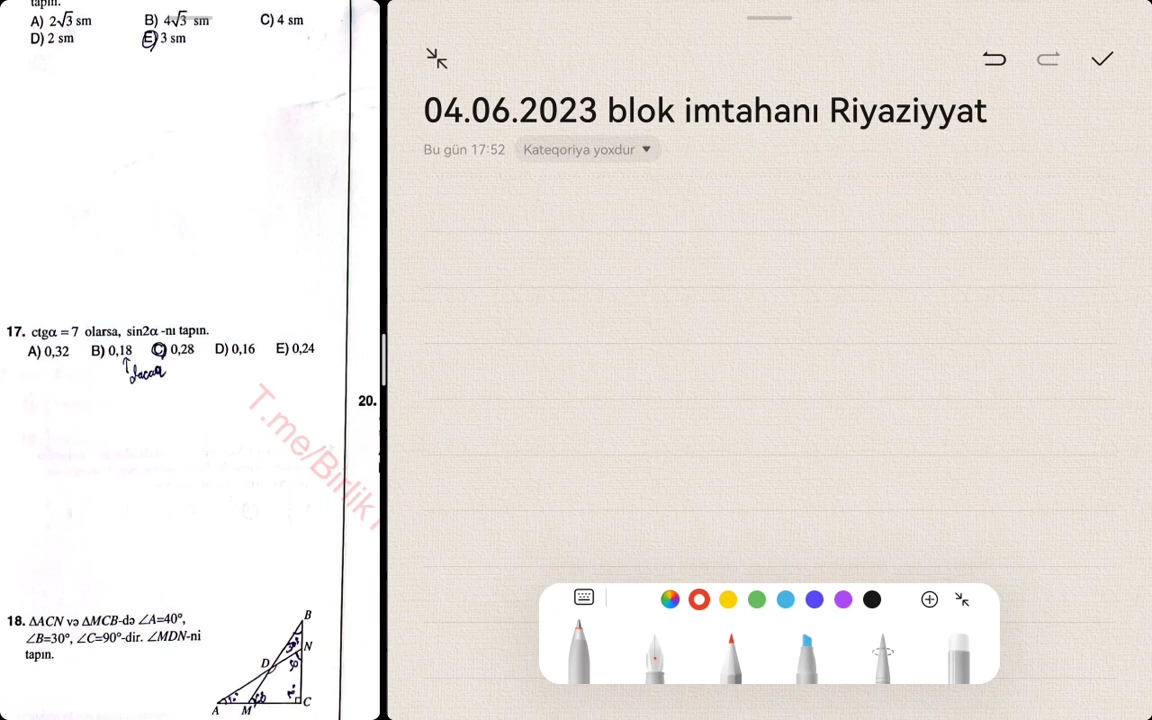 tapın.
A) 2√3 sm B) 4√3 sm C) 4 sm
D) 2 sm E) 3 sm
17. ctgα = 7 olarsa, sin2α -nı tapın.
A) 0,32 B) 0,18 C) 0,28 D) 0,16 E) 0,24
↑
T.me/Birlik
18. ΔACN və ΔMCB-də ∠A=40°,
∠B=30°, ∠C=90°-dir. ∠MDN-ni
tapın.
B
N
D
A M C
20.
04.06.2023 blok imtahanı Riyaziyyat
Bu gün 17:52 Kateqoriya yoxdur